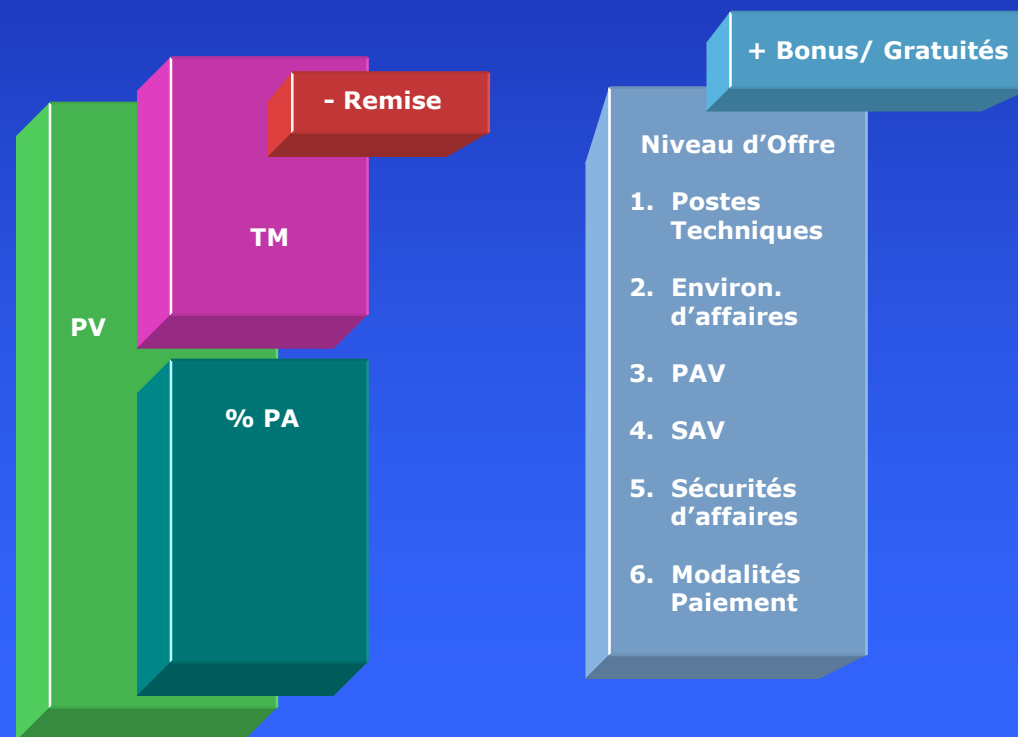 PV
TM
- Remise
% PA
+ Bonus/ Gratuités
Niveau d’Offre
1. Postes
Techniques
2. Environ.
d’affaires
3. PAV
4. SAV
5. Sécurités
d’affaires
6. Modalités
Paiement